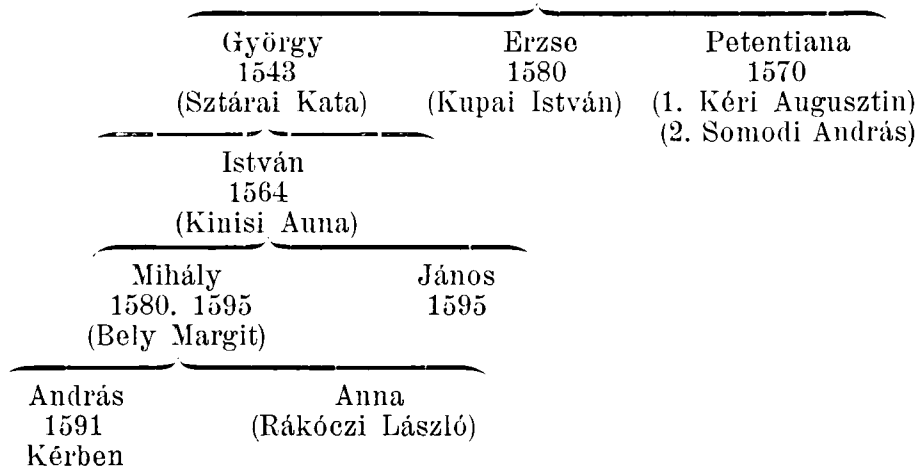 György Erzse Petentiana
1543 1580 1570
(Sztárai Kata) (Kupai István) (1. Kéri Augusztin)
(2. Somodi András)
István
1564
(Kinisi Anna)
Mihály János
1580. 1595 1595
(Bely Margit)
András Anna
1591 (Rákóczi László)
Kérben